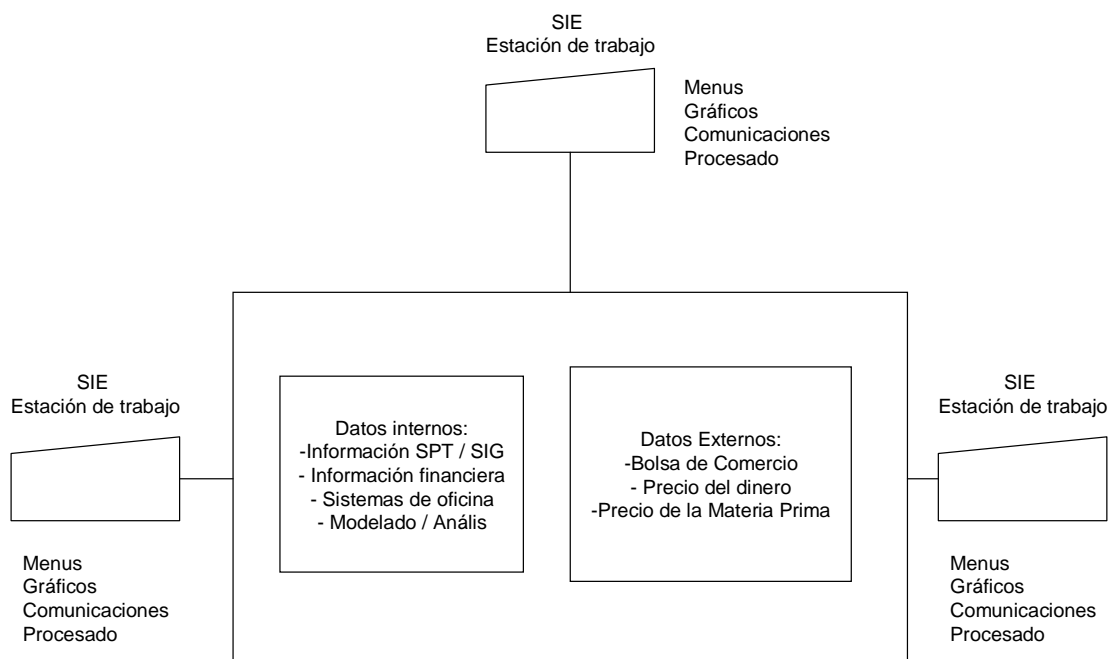 SIE
Estación de trabajo
Menus
Gráficos
Comunicaciones
Procesado
SIE
Estación de trabajo
Menus
Gráficos
Comunicaciones
Procesado
Datos internos:
-Información SPT / SIG
- Información financiera
- Sistemas de oficina
- Modelado / Anális
Datos Externos:
-Bolsa de Comercio
- Precio del dinero
-Precio de la Materia Prima
SIE
Estación de trabajo
Menus
Gráficos
Comunicaciones
Procesado